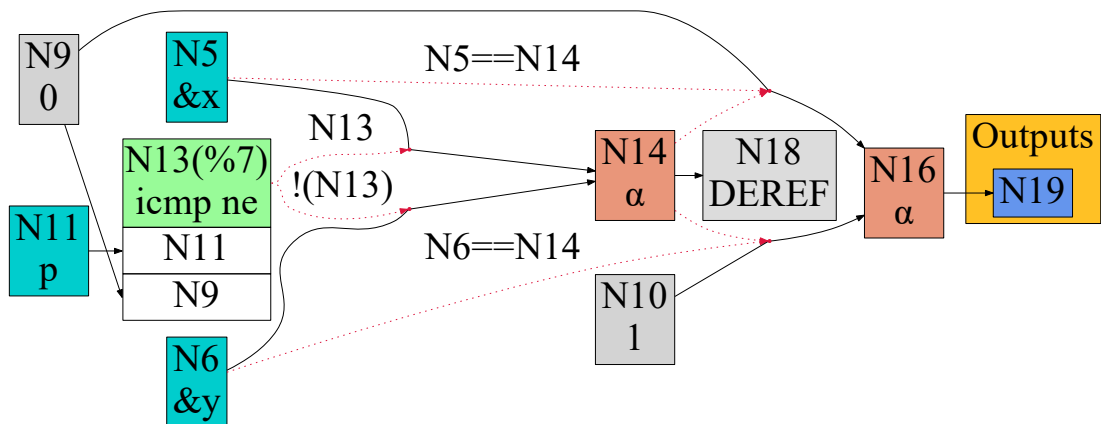 N9
0
N5
&x
N5==N14
N13
N13(%7)
icmp ne
!(N13)
N11
N9
N11
p
N14
α
N18
DEREF
N16
α
Outputs
N19
N6==N14
N10
1
N6
&y